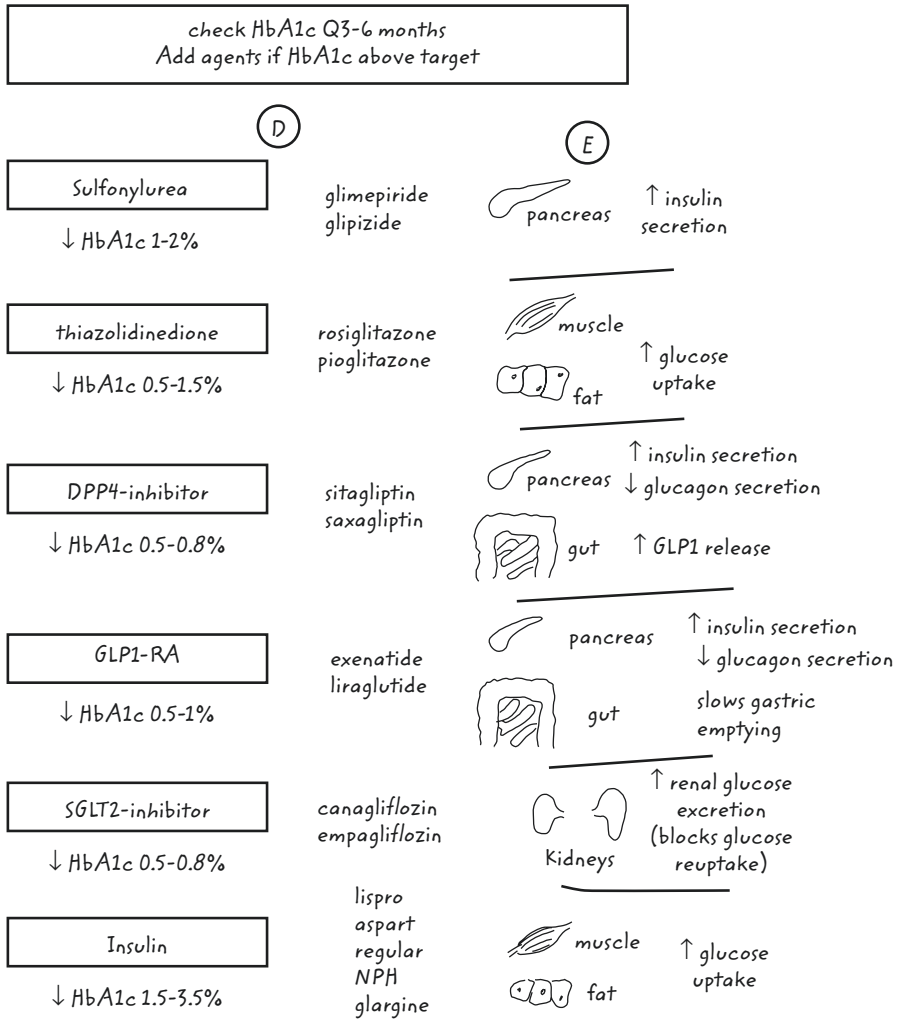 check HbA1c Q3-6 months
Add agents if HbA1c above target
D
E
Sulfonylurea
↓ HbA1c 1-2%
glimepiride
glipizide
pancreas
↑ insulin
secretion
thiazolidinedione
↓ HbA1c 0.5-1.5%
rosiglitazone
pioglitazone
muscle
fat
↑ glucose
uptake
DPP4-inhibitor
↓ HbA1c 0.5-0.8%
sitagliptin
saxagliptin
pancreas
↑ insulin secretion
↓ glucagon secretion
gut
↑ GLP1 release
GLP1-RA
↓ HbA1c 0.5-1%
exenatide
liraglutide
pancreas
↑ insulin secretion
↓ glucagon secretion
gut
slows gastric
emptying
SGLT2-inhibitor
↓ HbA1c 0.5-0.8%
canagliflozin
empagliflozin
Kidneys
↑ renal glucose
excretion
(blocks glucose
reuptake)
Insulin
↓ HbA1c 1.5-3.5%
lispro
aspart
regular
NPH
glargine
muscle
fat
↑ glucose
uptake